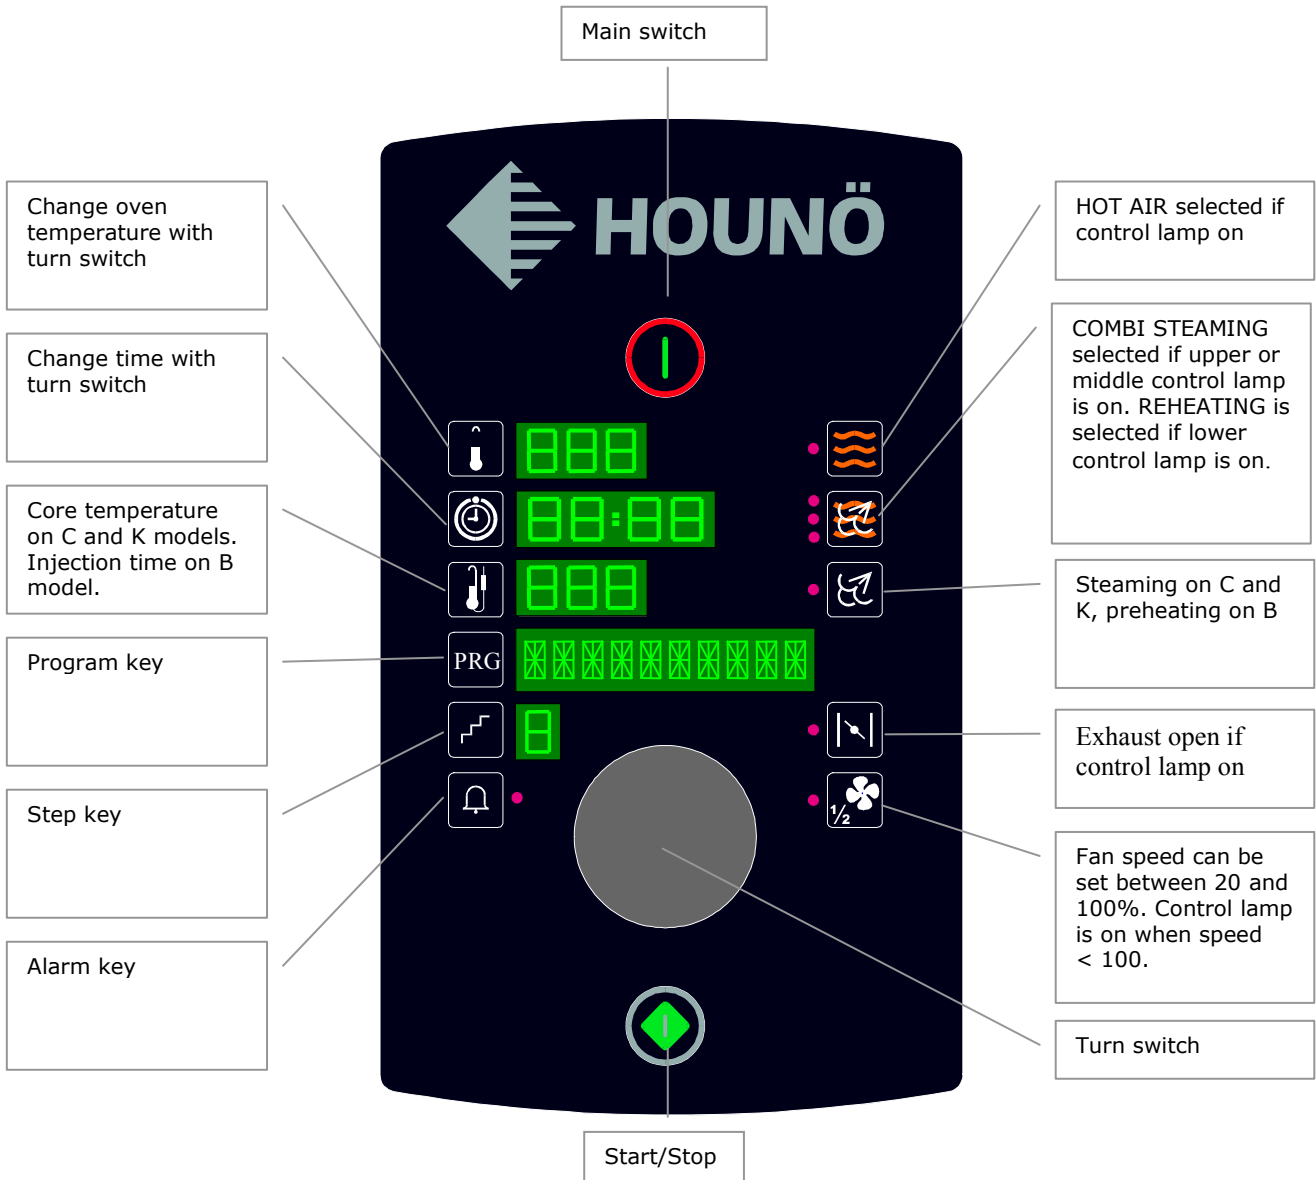 Main switch
HOUNÖ
Change oven
temperature with
turn switch
Change time with
turn switch
Core temperature
on C and K models.
Injection time on B
model.
Program key
Step key
Alarm key
PRG
1/2
HOT AIR selected if
control lamp on
COMBI STEAMING
selected if upper or
middle control lamp
is on. REHEATING is
selected if lower
control lamp is on.
Steaming on C and
K, preheating on B
Exhaust open if
control lamp on
Fan speed can be
set between 20 and
100%. Control lamp
is on when speed
< 100.
Turn switch
Start/Stop